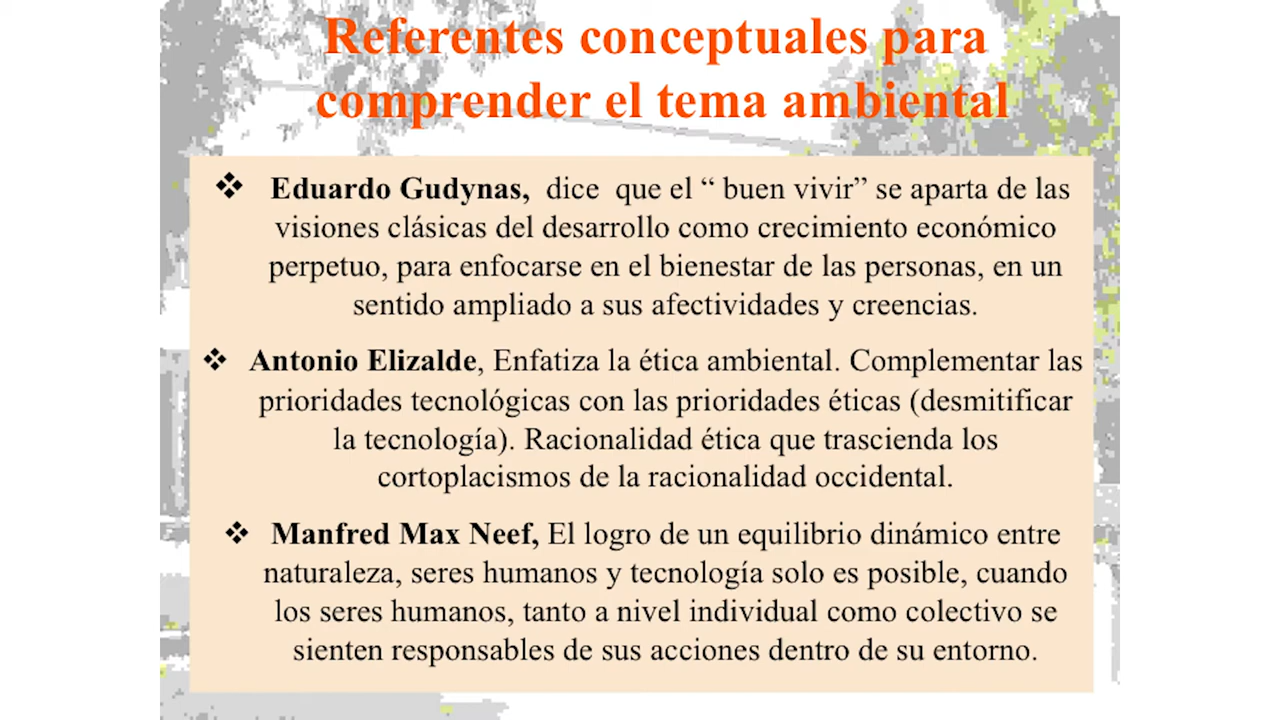 Referentes conceptuales para
comprender el tema ambiental
❖ Eduardo Gudynas, dice que el “ buen vivir” se aparta de las
visiones clásicas del desarrollo como crecimiento económico
perpetuo, para enfocarse en el bienestar de las personas, en un
sentido ampliado a sus afectividades y creencias.
❖ Antonio Elizalde, Enfatiza la ética ambiental. Complementar las
prioridades tecnológicas con las prioridades éticas (desmitificar
la tecnología). Racionalidad ética que trascienda los
cortoplacismos de la racionalidad occidental.
❖ Manfred Max Neef, El logro de un equilibrio dinámico entre
naturaleza, seres humanos y tecnología solo es posible, cuando
los seres humanos, tanto a nivel individual como colectivo se
sienten responsables de sus acciones dentro de su entorno.